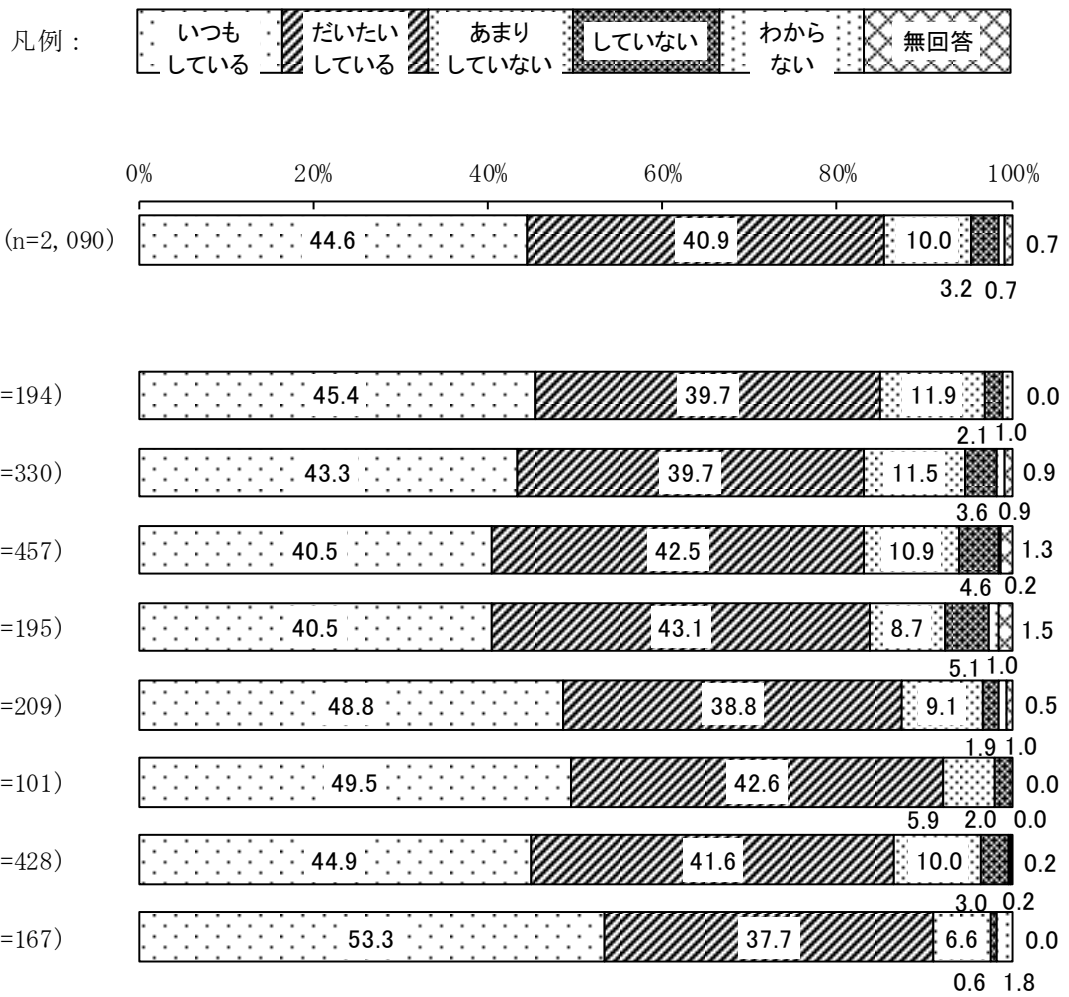 凡例：
いつも
している
だいたい
している
あまり
していない
していない
わから
ない
無回答
0% 20% 40% 60% 80% 100%
(n=2,090) 44.6 40.9 10.0 0.7
3.2 0.7
=194) 45.4 39.7 11.9 0.0
2.1 1.0
=330) 43.3 39.7 11.5 0.9
3.6 0.9
=457) 40.5 42.5 10.9 1.3
4.6 0.2
=195) 40.5 43.1 8.7 1.5
5.1 1.0
=209) 48.8 38.8 9.1 0.5
1.9 1.0
=101) 49.5 42.6 0.0
5.9 2.0 0.0
=428) 44.9 41.6 10.0 0.2
3.0 0.2
=167) 53.3 37.7 6.6 0.0
0.6 1.8